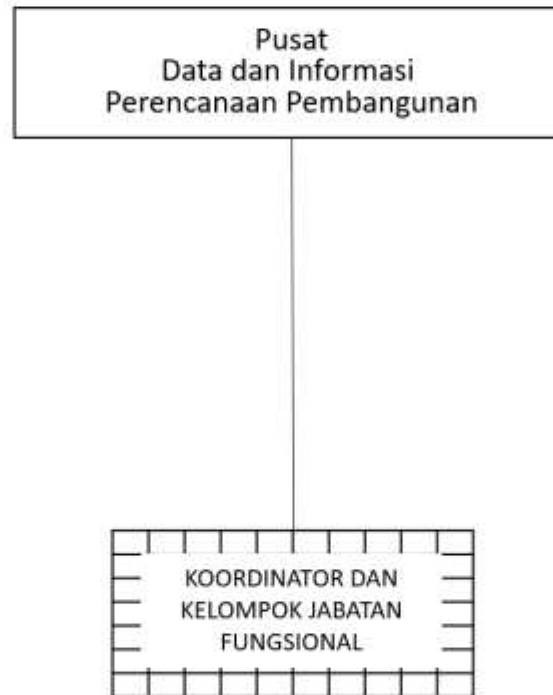 Pusat
Data dan Informasi
Perencanaan Pembangunan
KOORDINATOR DAN
KELOMPOK JABATAN
FUNGSIONAL